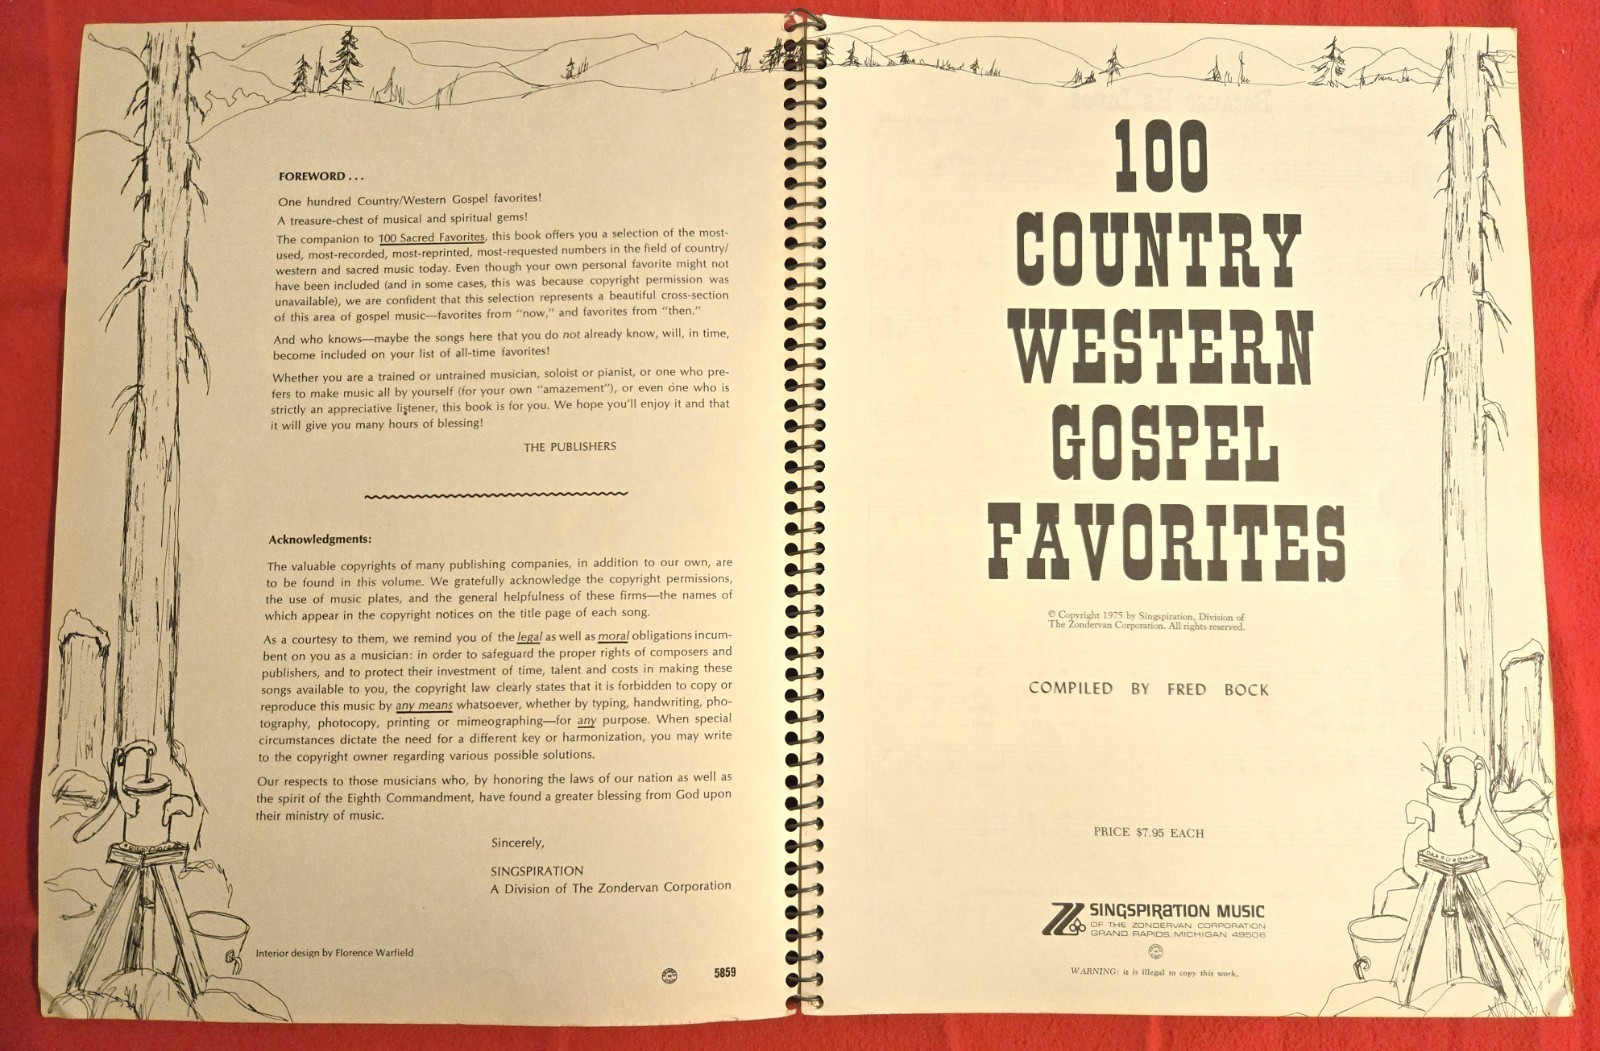 FOREWORD . . .
One hundred Country/Western Gospel favorites!
A treasure-chest of musical and spiritual gems!
The companion to 100 Sacred Favorites, this book offers you a selection of the most-
used, most-recorded, most-reprinted, most-requested numbers in the field of country/
western and sacred music today. Even though your own personal favorite might not
have been included (and in some cases, this was because copyright permission was
unavailable), we are confident that this selection represents a beautiful cross-section
of this area of gospel music—favorites from "now," and favorites from "then."
And who knows—maybe the songs here that you do not already know, will, in time,
become included on your list of all-time favorites!
Whether you are a trained or untrained musician, soloist or pianist, or one who pre-
fers to make music all by yourself (for your own "amazement"), or even one who is
strictly an appreciative listener, this book is for you. We hope you'll enjoy it and that
it will give you many hours of blessing!
THE PUBLISHERS
Acknowledgments:
The valuable copyrights of many publishing companies, in addition to our own, are
to be found in this volume. We gratefully acknowledge the copyright permissions,
the use of music plates, and the general helpfulness of these firms—the names of
which appear in the copyright notices on the title page of each song.
As a courtesy to them, we remind you of the legal as well as moral obligations incum-
bent on you as a musician: in order to safeguard the proper rights of composers and
publishers, and to protect their investment of time, talent and costs in making these
songs available to you, the copyright law clearly states that it is forbidden to copy or
reproduce this music by any means whatsoever, whether by typing, handwriting, pho-
tography, photocopy, printing or mimeographing—for any purpose. When special
circumstances dictate the need for a different key or harmonization, you may write
to the copyright owner regarding various possible solutions.
Our respects to those musicians who, by honoring the laws of our nation as well as
the spirit of the Eighth Commandment, have found a greater blessing from God upon
their ministry of music.
Sincerely,
SINGSPIRATION
A Division of The Zondervan Corporation
Interior design by Florence Warfield
5859
100
COUNTRY
WESTERN
GOSPEL
FAVORITES
© Copyright 1975 by Singspiration, Division of
The Zondervan Corporation. All rights reserved.
COMPILED BY FRED BOCK
PRICE $7.95 EACH
SINGSPIRATION MUSIC
OF THE ZONDERVAN CORPORATION
GRAND RAPIDS, MICHIGAN 49506
WARNING: it is illegal to copy this work.